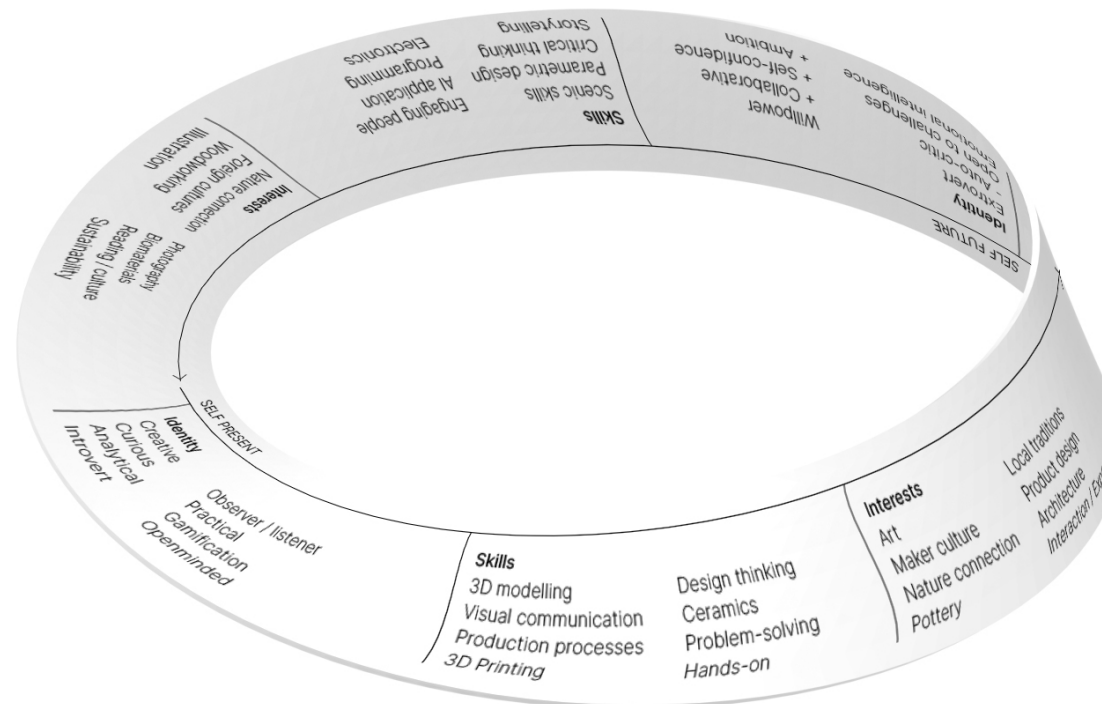 SELF PRESENT
Identity
Creative
Curious
Analytical
Introvert
Observer / listener
Practical
Gamification
Openminded
Skills
3D modelling
Visual communication
Production processes
3D Printing
Design thinking
Ceramics
Problem-solving
Hands-on
Interests
Art
Maker culture
Nature connection
Pottery
Local traditions
Product design
Architecture
Interaction /
SELF FUTURE
Identity
Extrovert
- Auto-critic
Open to challenges
Emotional intelligence
Willpower
+ Collaborative
+ Self-confidence
+ Ambition
Skills
Scenic skills
Parametric design
Critical thinking
Storytelling
Engaging people
AI application
Programming
Electronics
Interests
Nature connection
Foreign cultures
Woodworking
Illustration
Photography
Biomaterials
Reading / culture
Sustainability